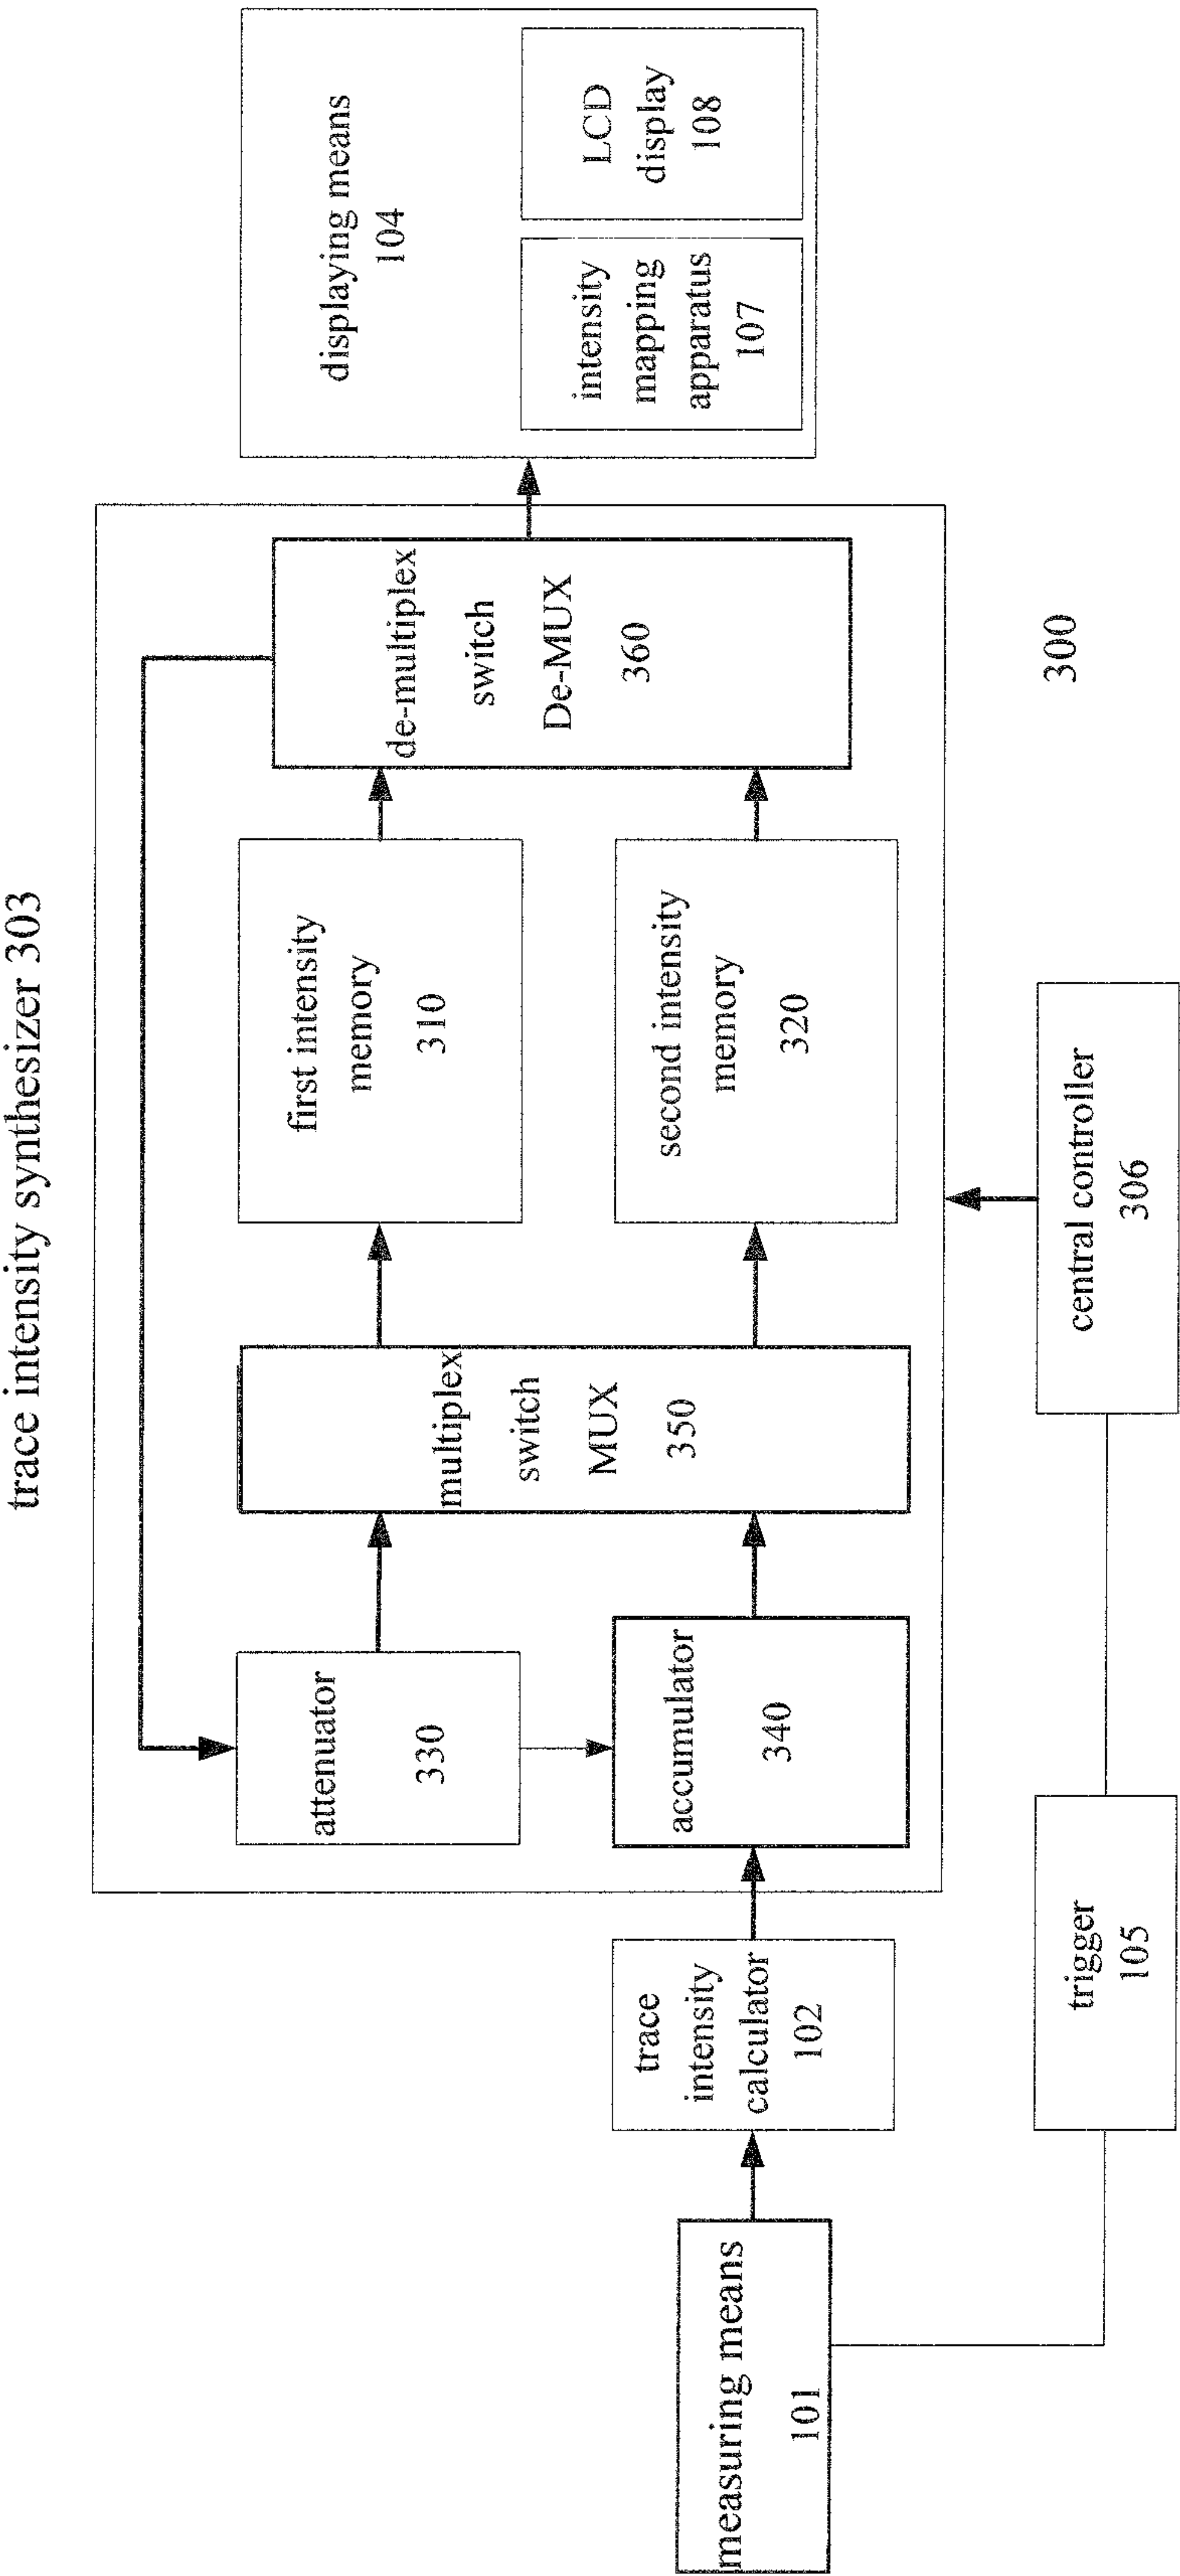 trace intensity synthesizer 303
measuring means
101
trace
intensity
calculator
102
attenuator
330
accumulator
340
multiplex
switch
MUX
350
first intensity
memory
310
second intensity
memory
320
de-multiplex
switch
De-MUX
360
displaying means
104
intensity
mapping
apparatus
107
LCD
display
108
trigger
105
central controller
306
300